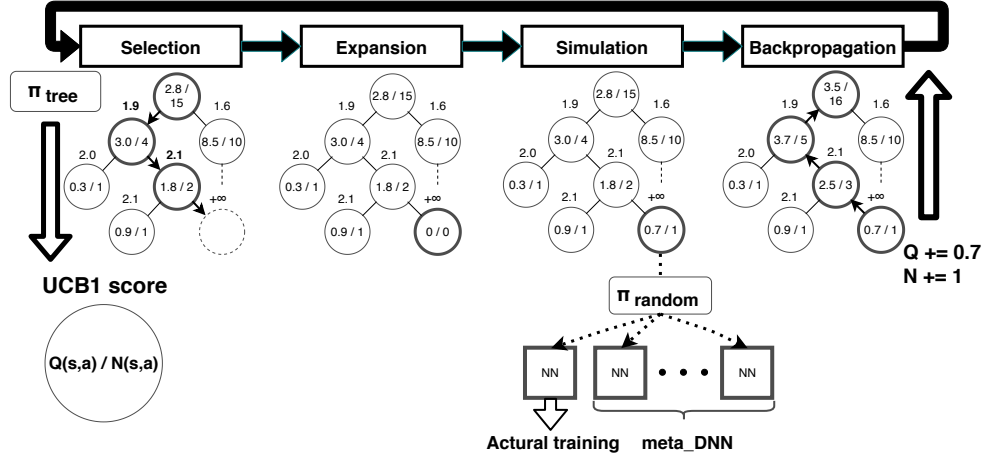 Selection
Expansion
Simulation
Backpropagation
π tree
2.8 /
15
1.9
1.6
3.0 / 4
8.5 / 10
2.0
2.1
0.3 / 1
1.8 / 2
2.1
+∞
0.9 / 1
2.8 / 15
1.9
1.6
3.0 / 4
8.5 / 10
2.0
2.1
0.3 / 1
1.8 / 2
2.1
+∞
0.9 / 1
0 / 0
2.8 / 15
1.9
1.6
3.0 / 4
8.5 / 10
2.0
2.1
0.3 / 1
1.8 / 2
2.1
+∞
0.9 / 1
0.7 / 1
3.5 /
16
1.9
1.6
3.7 / 5
8.5 / 10
2.0
2.1
0.3 / 1
2.5 / 3
2.1
+∞
0.9 / 1
0.7 / 1
Q += 0.7
N += 1
UCB1 score
Q(s,a) / N(s,a)
π random
NN
NN
NN
Actural training
meta_DNN